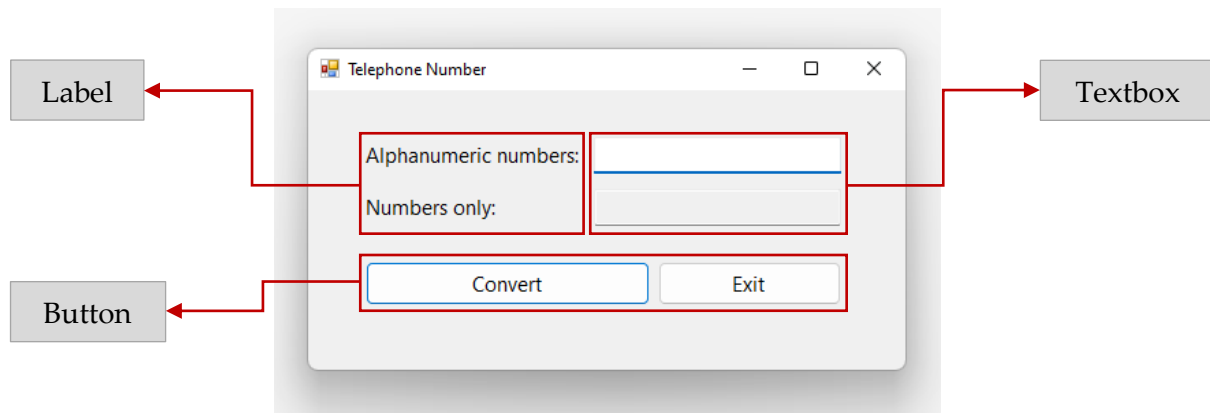 Telephone Number
Label
Textbox
Alphanumeric numbers:
Numbers only:
Convert
Exit
Button